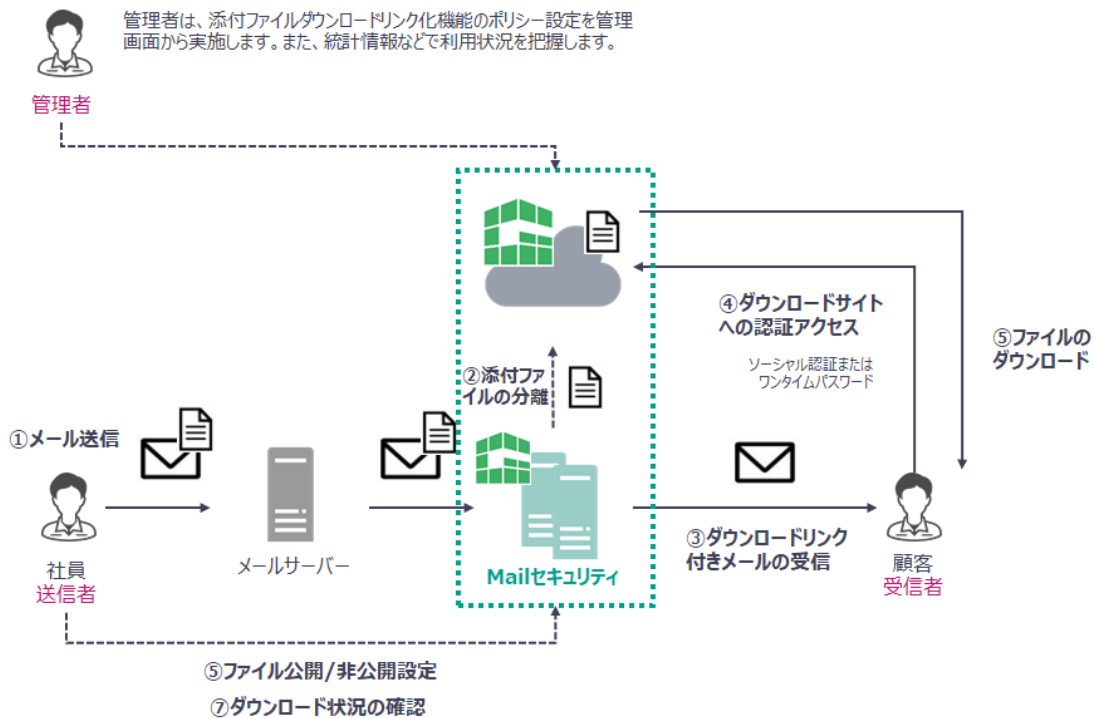 管理者は、添付ファイルダウンロードリンク化機能のポリシー設定を管理
画面から実施します。また、統計情報などで利用状況を把握します。
管理者
④ダウンロードサイト
への認証アクセス
ソーシャル認証または
ワンタイムパスワード
⑤ファイルの
ダウンロード
②添付ファ
イルの分離
①メール送信
社員
送信者
メールサーバー
Mailセキュリティ
③ダウンロードリンク
付きメールの受信
顧客
受信者
⑤ファイル公開/非公開設定
⑦ダウンロード状況の確認